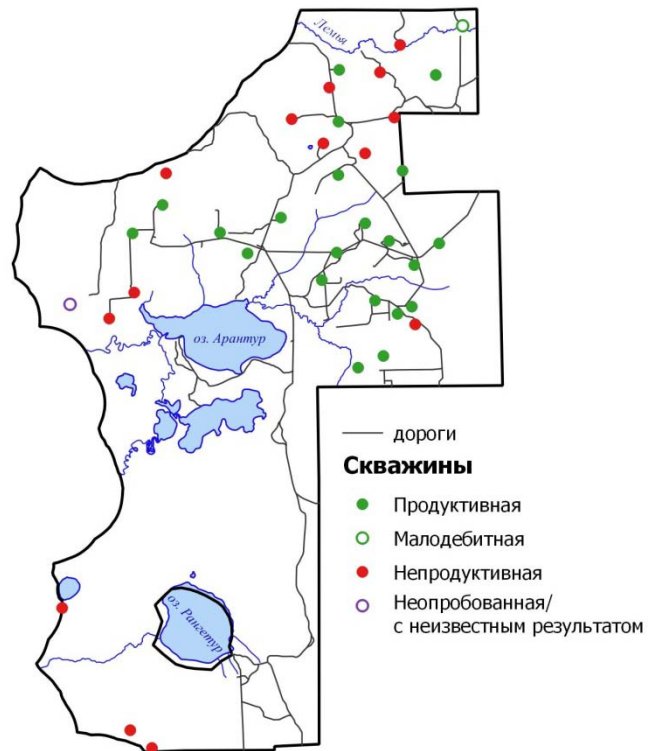 Лемья
оз. Арантур
дороги
Скважины
Продуктивная
Малодебитная
Непродуктивная
Неопробованная/
с неизвестным результатом
оз. Рангетур